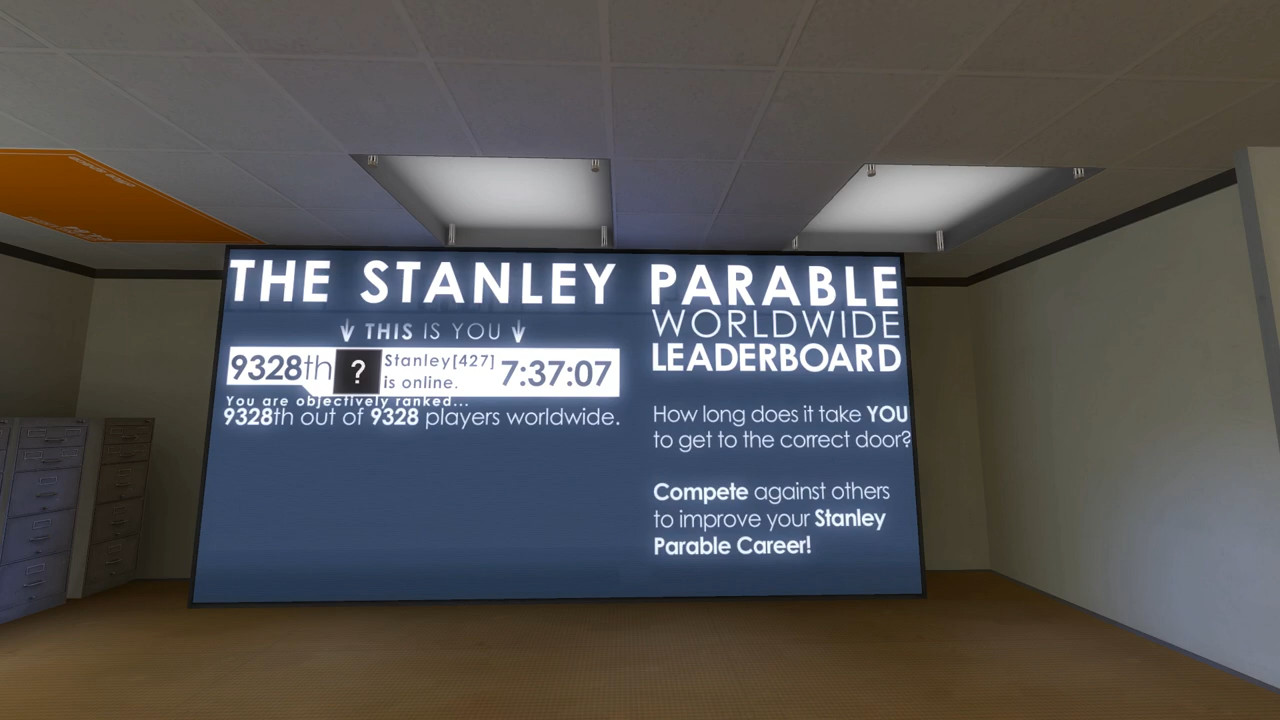 THE STANLEY PARABLE
WORLDWIDE
LEADERBOARD
THIS IS YOU
9328th ? Stanley[427] is online. 7:37:07
You are objectively ranked...
9328th out of 9328 players worldwide.
How long does it take YOU
to get to the correct door?
Compete against others
to improve your Stanley
Parable Career!